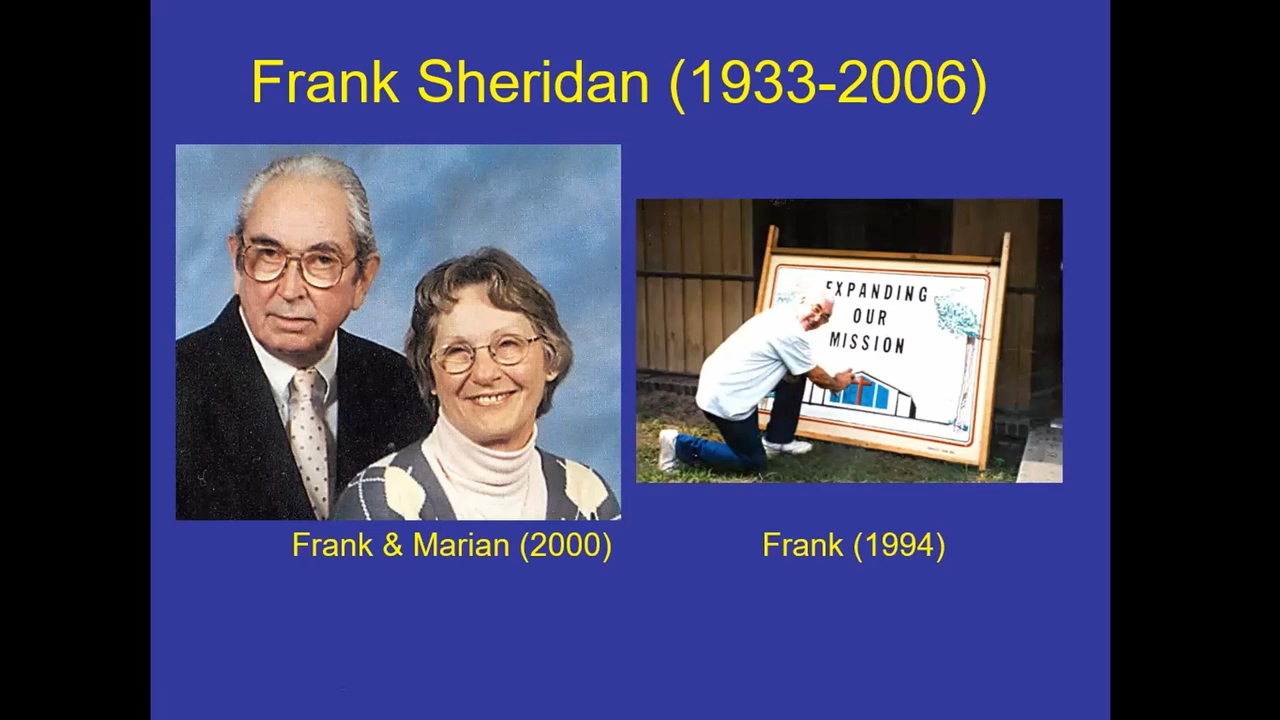 Frank Sheridan (1933-2006)
EXPANDING
OUR
MISSION
Frank & Marian (2000)
Frank (1994)